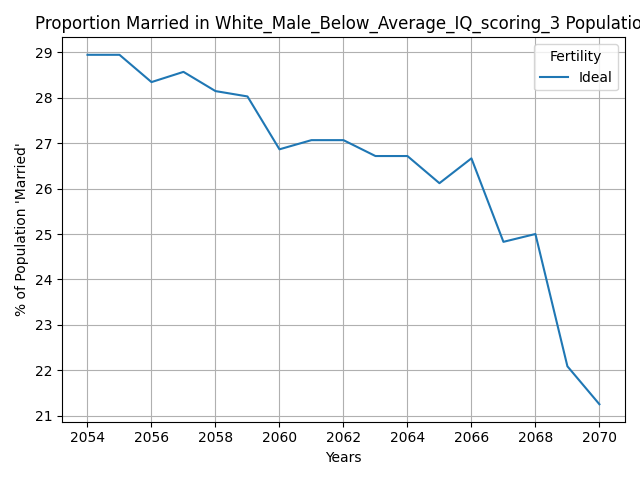 Proportion Married in White_Male_Below_Average_IQ_scoring_3 Populatio
29
28
27
26
25
24
23
22
21
% of Population 'Married'
Fertility
Ideal
2054 2056 2058 2060 2062 2064 2066 2068 2070
Years